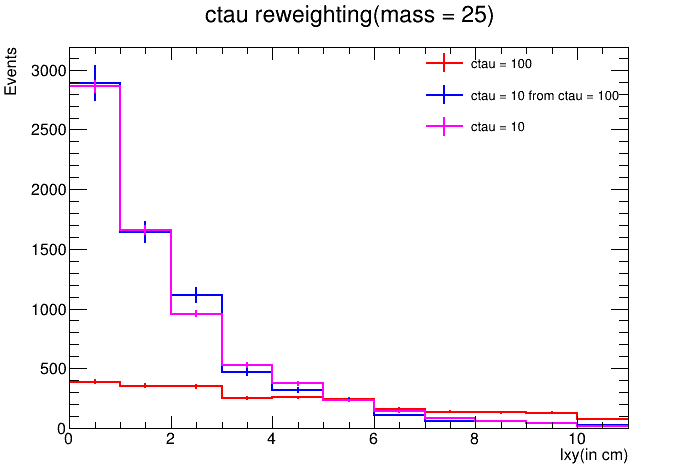 ctau reweighting(mass = 25)
Events
ctau = 100
ctau = 10 from ctau = 100
ctau = 10
3000
2500
2000
1500
1000
500
0
0 2 4 6 8 10
lxy(in cm)